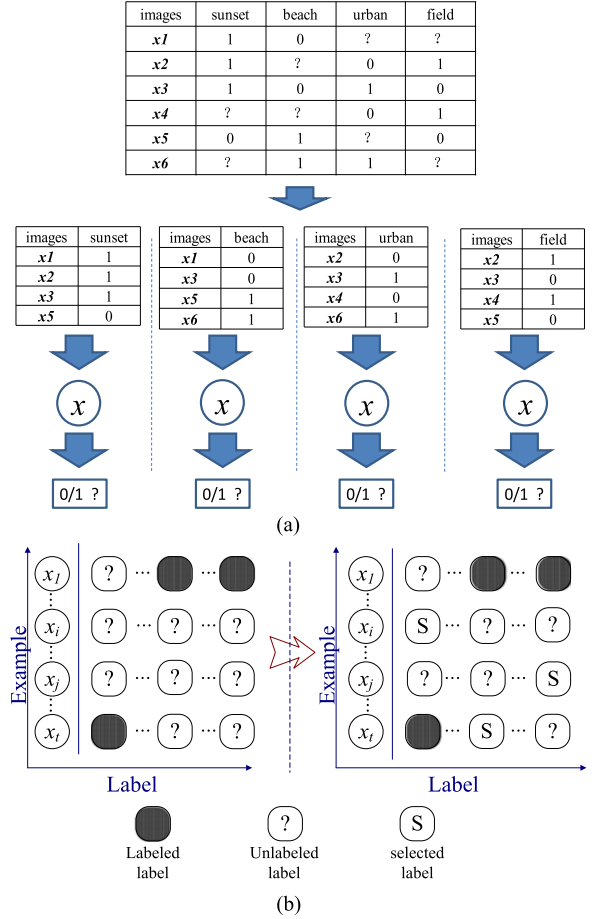 images sunset beach urban field
x1 1 0 ? ?
x2 1 ? 0 1
x3 1 0 1 0
x4 ? ? 0 1
x5 0 1 ? 0
x6 ? 1 1 ?
images sunset
x1 1
x2 1
x3 1
x5 0
images beach
x1 0
x3 0
x5 1
x6 1
images urban
x2 0
x3 1
x4 0
x6 1
images field
x2 1
x3 0
x4 1
x5 0
x x x x
0/1 ? 0/1 ? 0/1 ? 0/1 ?
(a)
Example
x1 ? ··· ···
xi ? ··· ? ··· ?
xj ? ··· ? ··· ?
xt ··· ? ··· ?
Label
Example
x1 ? ··· ···
xi S ··· ? ··· ?
xj ? ··· ? ··· S
xt ··· S ··· ?
Label
? S
Labeled Unlabeled selected
label label label
(b)